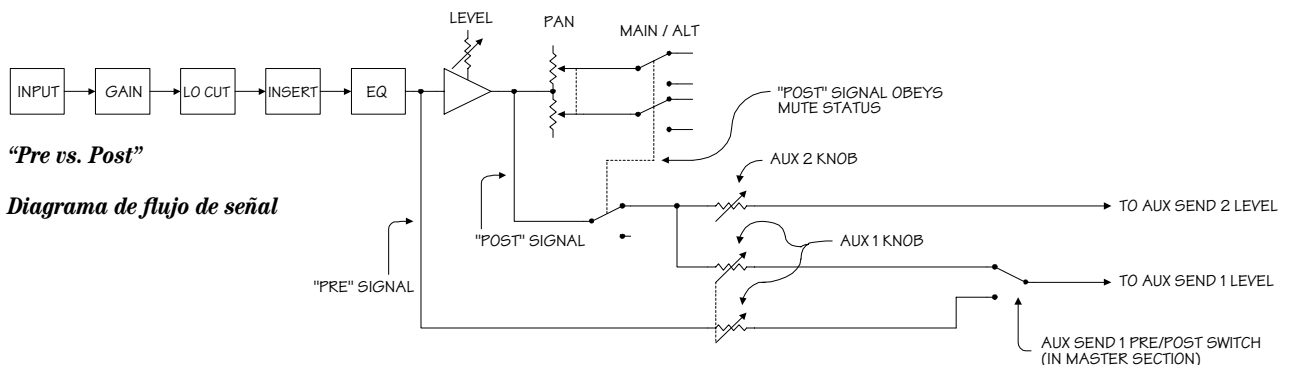 LEVEL
PAN
MAIN / ALT
INPUT
GAIN
LO CUT
INSERT
EQ
"POST" SIGNAL OBEYS
MUTE STATUS
“Pre vs. Post”
Diagrama de flujo de señal
AUX 2 KNOB
TO AUX SEND 2 LEVEL
"POST" SIGNAL
AUX 1 KNOB
"PRE" SIGNAL
TO AUX SEND 1 LEVEL
AUX SEND 1 PRE/POST SWITCH
(IN MASTER SECTION)